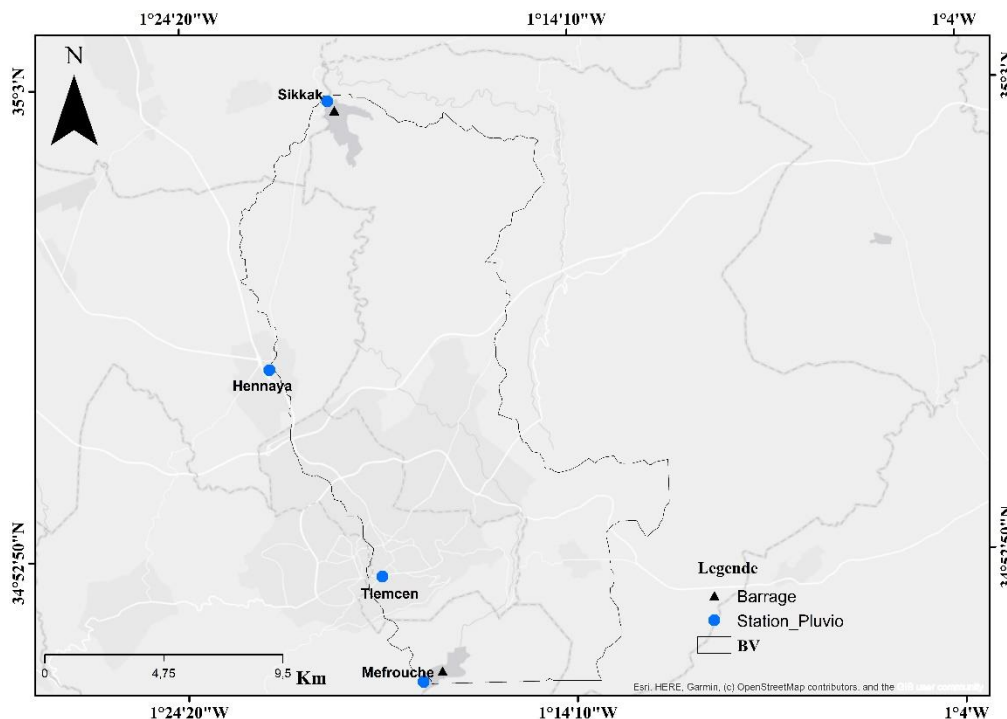 1°24'20"W 1°14'10"W 1°4'W
N
35°3'N
35°3'N
Sikkak
Hennaya
34°52'50"N
34°52'50"N
Tlemcen
Legende
Barrage
Station_Pluvio
BV
Mefrouche
0 4,75 9,5
Km
Esri, HERE, Garmin, (c) OpenStreetMap contributors, and the GIS user community
1°24'20"W 1°14'10"W 1°4'W